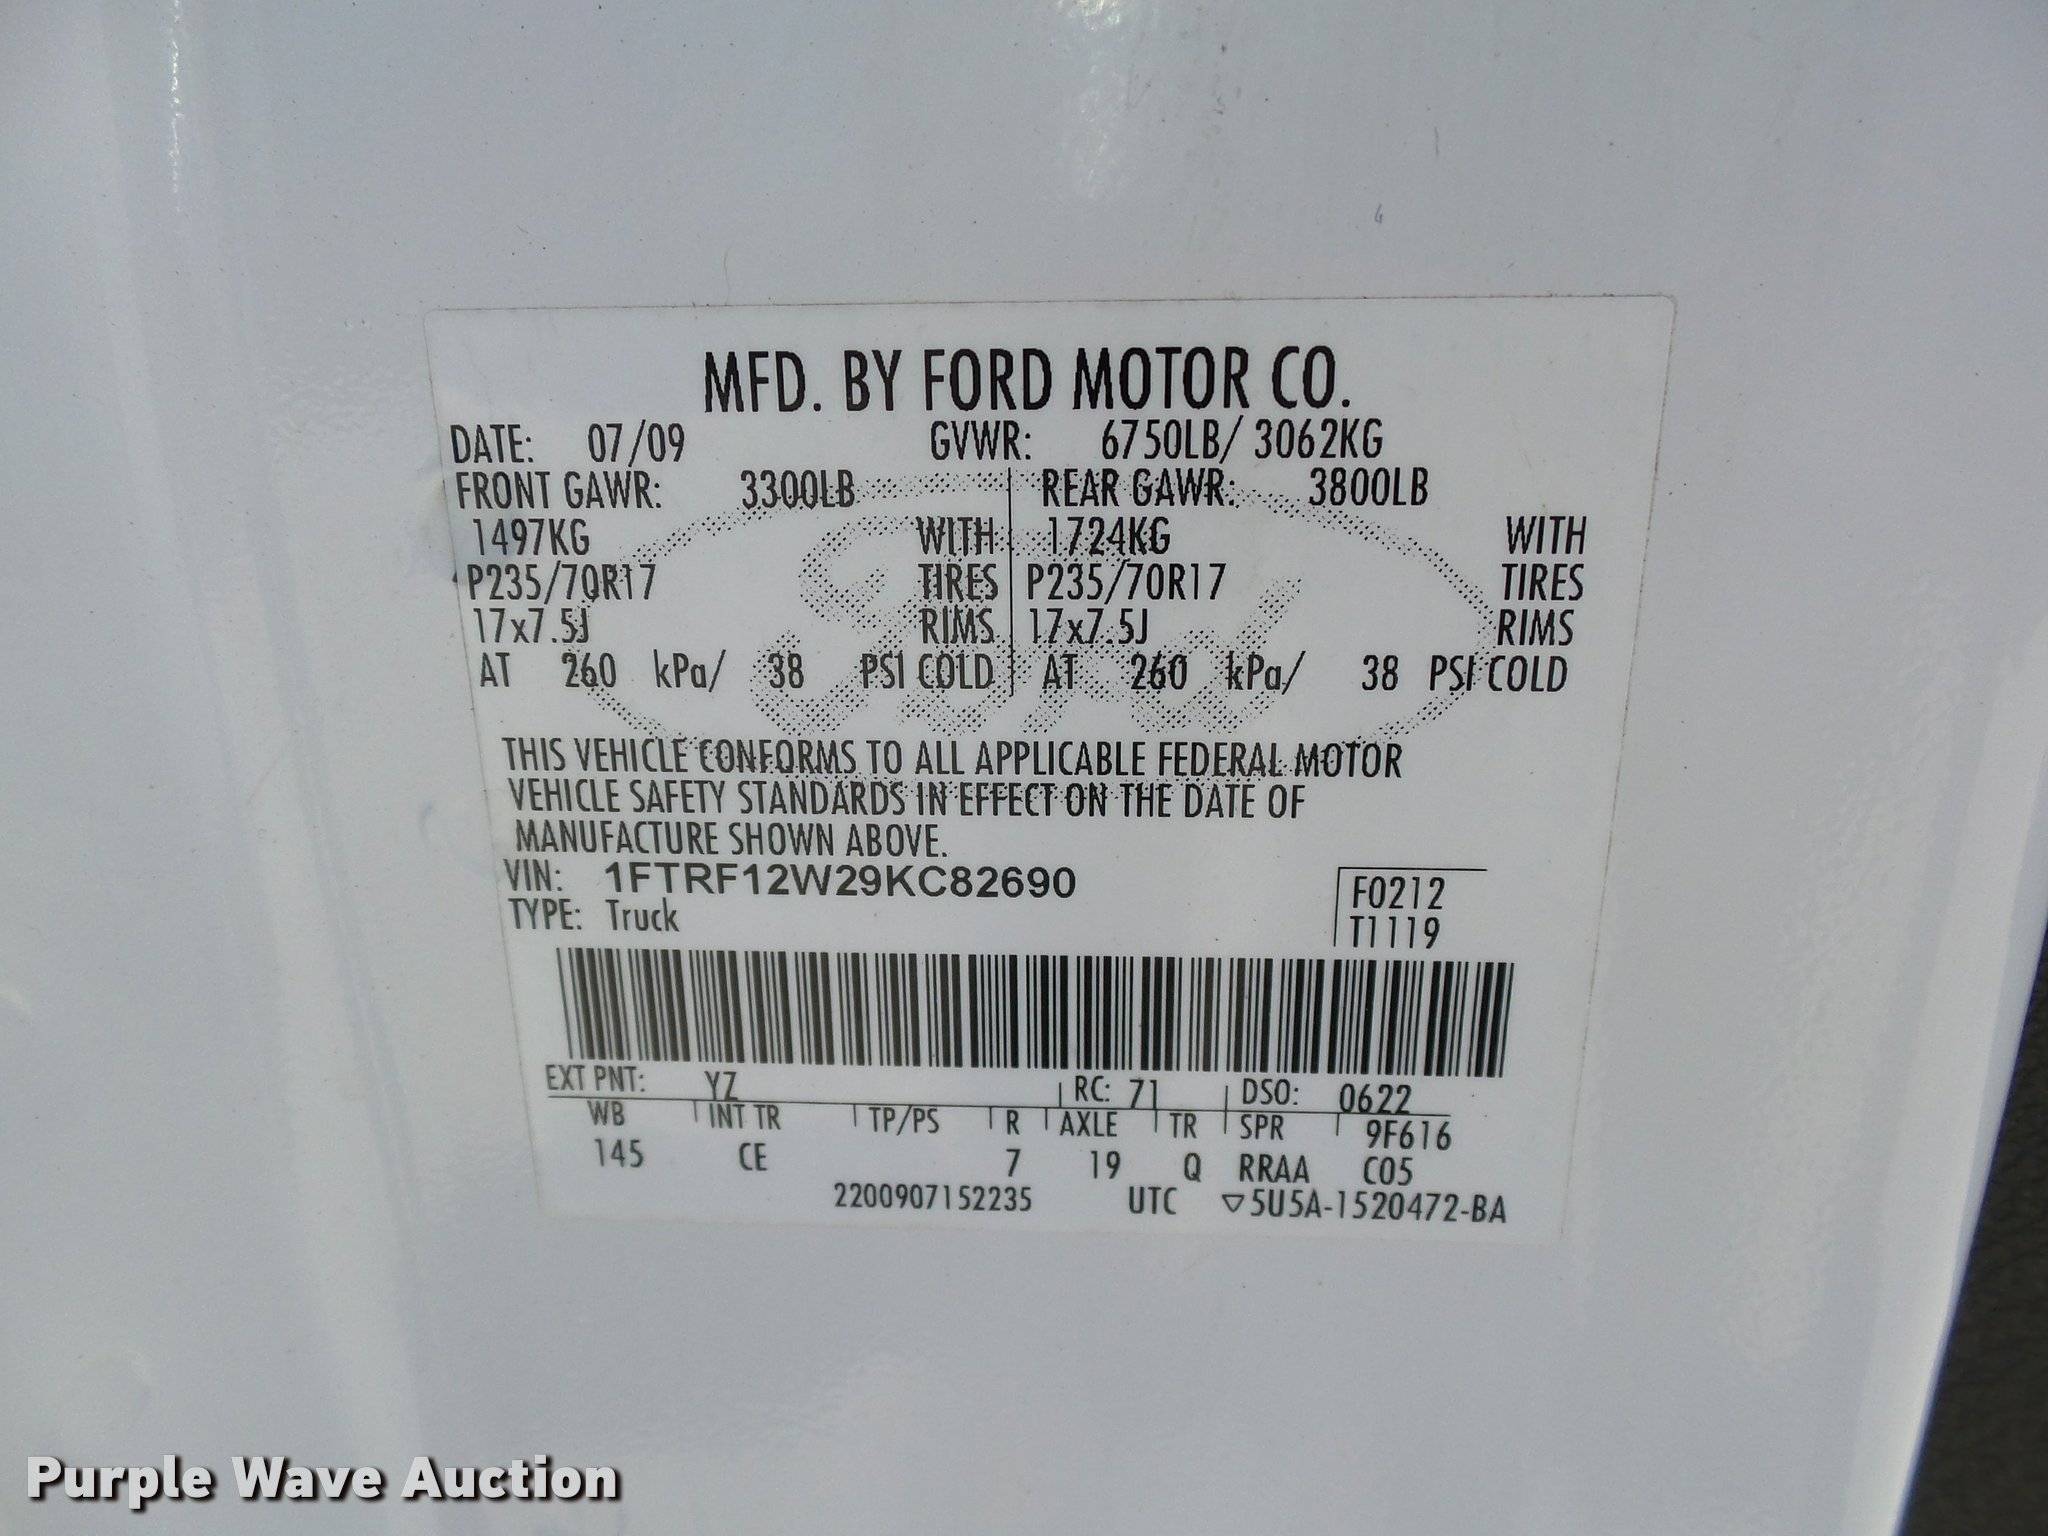 MFD. BY FORD MOTOR CO.
DATE: 07/09 GVWR: 6750LB/ 3062KG
FRONT GAWR: 3300LB REAR GAWR: 3800LB
1497KG WITH 1724KG WITH
P235/70R17 TIRES P235/70R17 TIRES
17x7.5J RIMS 17x7.5J RIMS
AT 260 kPa/ 38 PSI COLD AT 260 kPa/ 38 PSI COLD
Ford
THIS VEHICLE CONFORMS TO ALL APPLICABLE FEDERAL MOTOR
VEHICLE SAFETY STANDARDS IN EFFECT ON THE DATE OF
MANUFACTURE SHOWN ABOVE.
VIN: 1FTRF12W29KC82690 F0212
TYPE: Truck T1119
EXT PNT: YZ RC: 71 DSO: 0622
WB INT TR TP/PS R AXLE TR SPR 9F616
145 CE 7 19 Q RRAA C05
2200907152235 UTC ▽5U5A-1520472-BA
Purple Wave Auction